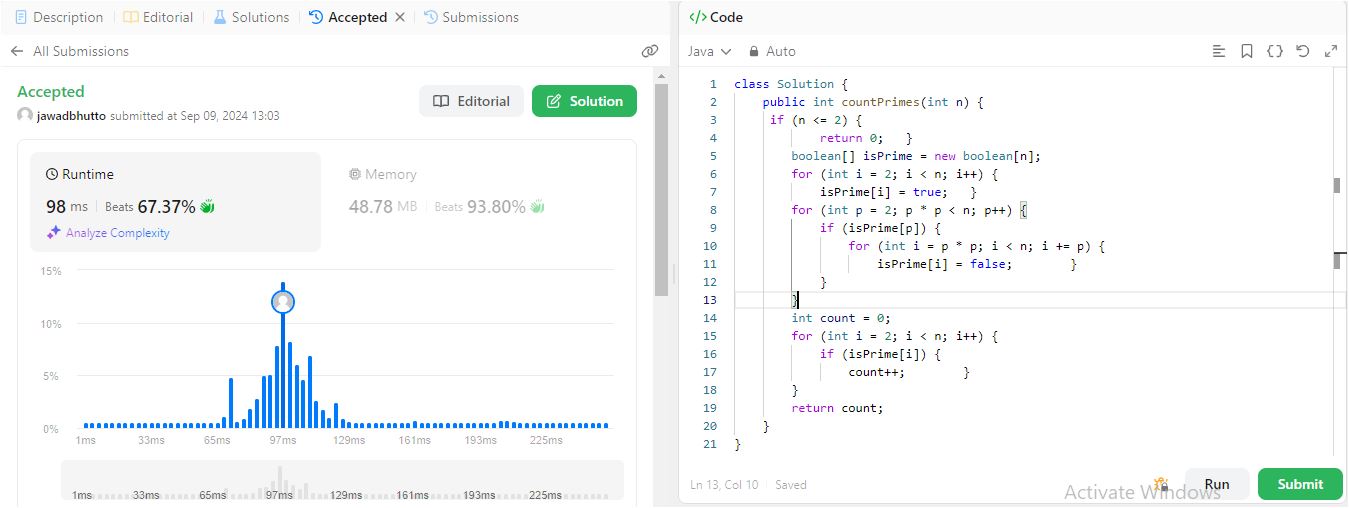 Description Editorial Solutions Accepted Submissions
All Submissions
Accepted
jawadbhutto submitted at Sep 09, 2024 13:03
Editorial
Solution
Runtime
98 ms Beats 67.37%
Analyze Complexity
Memory
48.78 MB Beats 93.80%
15%
10%
5%
0%
1ms 33ms 65ms 97ms 129ms 161ms 193ms 225ms
1ms 33ms 65ms 97ms 129ms 161ms 193ms 225ms
</> Code
Java Auto
1 class Solution {
2 public int countPrimes(int n) {
3 if (n <= 2) {
4 return 0; }
5 boolean[] isPrime = new boolean[n];
6 for (int i = 2; i < n; i++) {
7 isPrime[i] = true; }
8 for (int p = 2; p * p < n; p++) {
9 if (isPrime[p]) {
10 for (int i = p * p; i < n; i += p) {
11 isPrime[i] = false; }
12 }
13 }
14 int count = 0;
15 for (int i = 2; i < n; i++) {
16 if (isPrime[i]) {
17 count++; }
18 }
19 return count;
20 }
21 }
Ln 13, Col 10 Saved
Run
Submit
Activate Windows